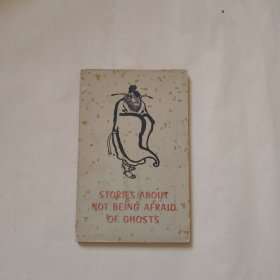 STORIES ABOUT
NOT BEING AFRAID
OF GHOSTS